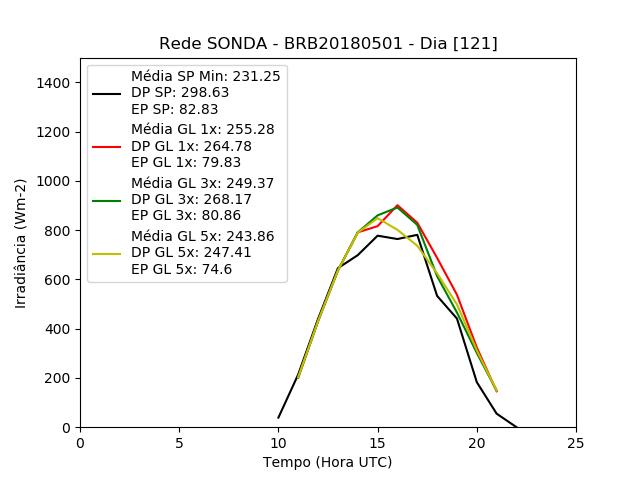 Rede SONDA - BRB20180501 - Dia [121]
Irradiância (Wm-2)
1400
1200
1000
800
600
400
200
0
Média SP Min: 231.25
DP SP: 298.63
EP SP: 82.83
Média GL 1x: 255.28
DP GL 1x: 264.78
EP GL 1x: 79.83
Média GL 3x: 249.37
DP GL 3x: 268.17
EP GL 3x: 80.86
Média GL 5x: 243.86
DP GL 5x: 247.41
EP GL 5x: 74.6
0 5 10 15 20 25
Tempo (Hora UTC)